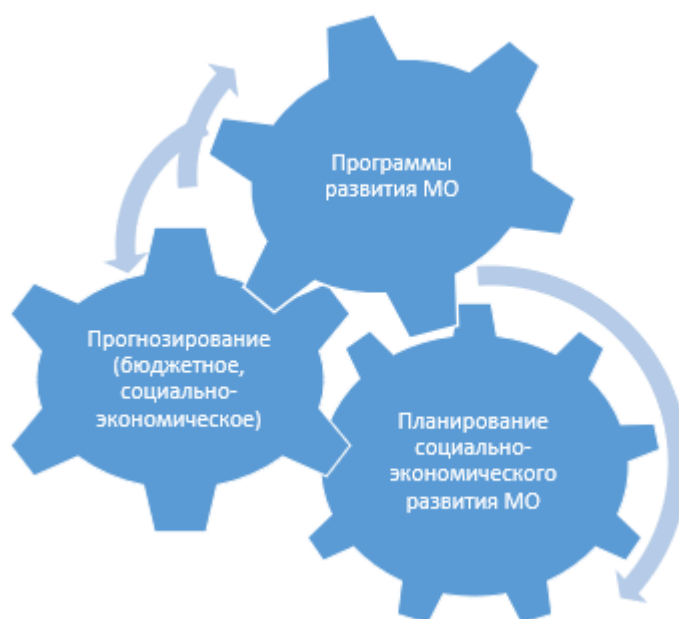 Программы
развития МО
Прогнозирование
(бюджетное,
социально-
экономическое)
Планирование
социально-
экономического
развития МО